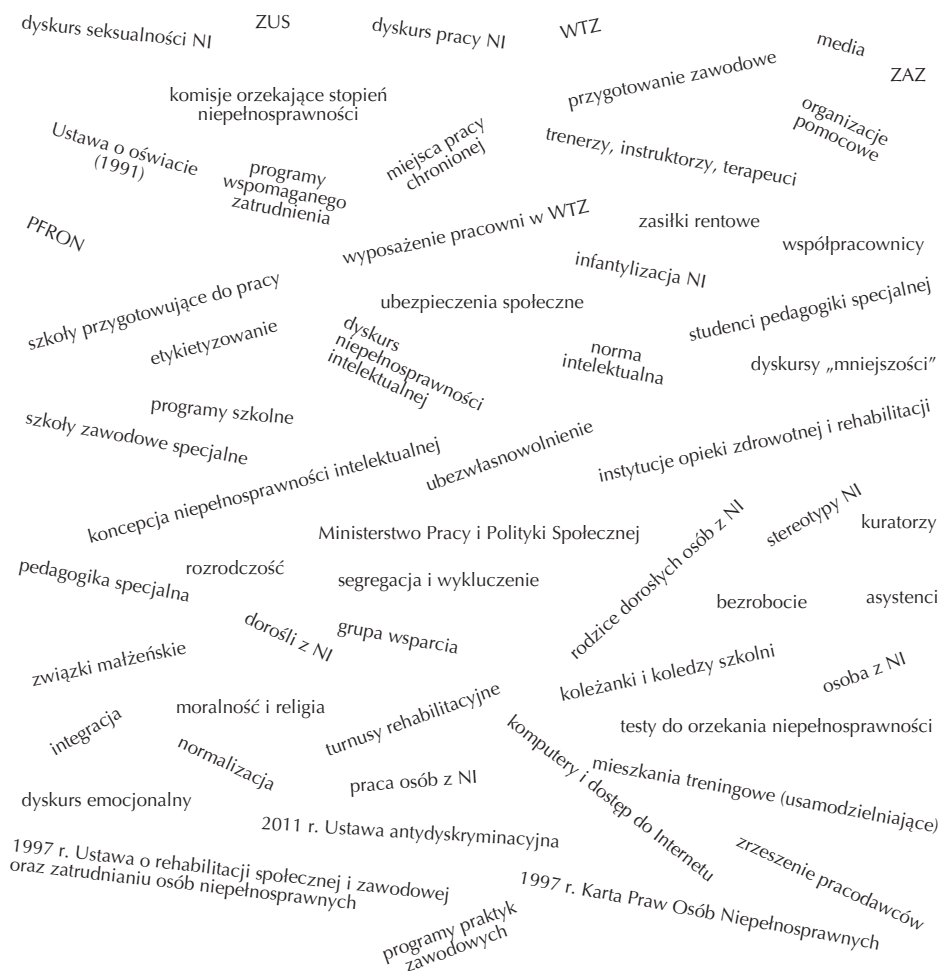 dyskurs seksualności NI
ZUS
dyskurs pracy NI
WTZ
media
ZAZ
przygotowanie zawodowe
komisje orzekające stopień
niepełnosprawności
organizacje
pomocowe
Ustawa o oświacie
(1991)
programy
wspomaganego
zatrudnienia
miejsca pracy
chronionej
trenerzy, instruktorzy, terapeuci
PFRON
wyposażenie pracowni w WTZ
zasiłki rentowe
współpracownicy
infantylizacja NI
szkoły przygotowujące do pracy
ubezpieczenia społeczne
studenci pedagogiki specjalnej
etykietyzowanie
dyskurs
niepełnosprawności
intelektualnej
norma
intelektualna
dyskursy „mniejszości”
programy szkolne
szkoły zawodowe specjalne
koncepcja niepełnosprawności intelektualnej
ubezwłasnowolnienie
instytucje opieki zdrowotnej i rehabilitacji
Ministerstwo Pracy i Polityki Społecznej
rodzice dorosłych osób z NI
stereotypy NI
kuratorzy
pedagogika specjalna
rozrodczość
segregacja i wykluczenie
bezrobocie
asystenci
dorośli z NI
grupa wsparcia
związki małżeńskie
koleżanki i koledzy szkolni
osoba z NI
integracja
moralność i religia
turnusy rehabilitacyjne
testy do orzekania niepełnosprawności
normalizacja
praca osób z NI
komputery i dostęp do Internetu
mieszkania treningowe (usamodzielniające)
dyskurs emocjonalny
2011 r. Ustawa antydyskryminacyjna
zrzeszenie pracodawców
1997 r. Ustawa o rehabilitacji społecznej i zawodowej
oraz zatrudnianiu osób niepełnosprawnych
1997 r. Karta Praw Osób Niepełnosprawnych
programy praktyk
zawodowych